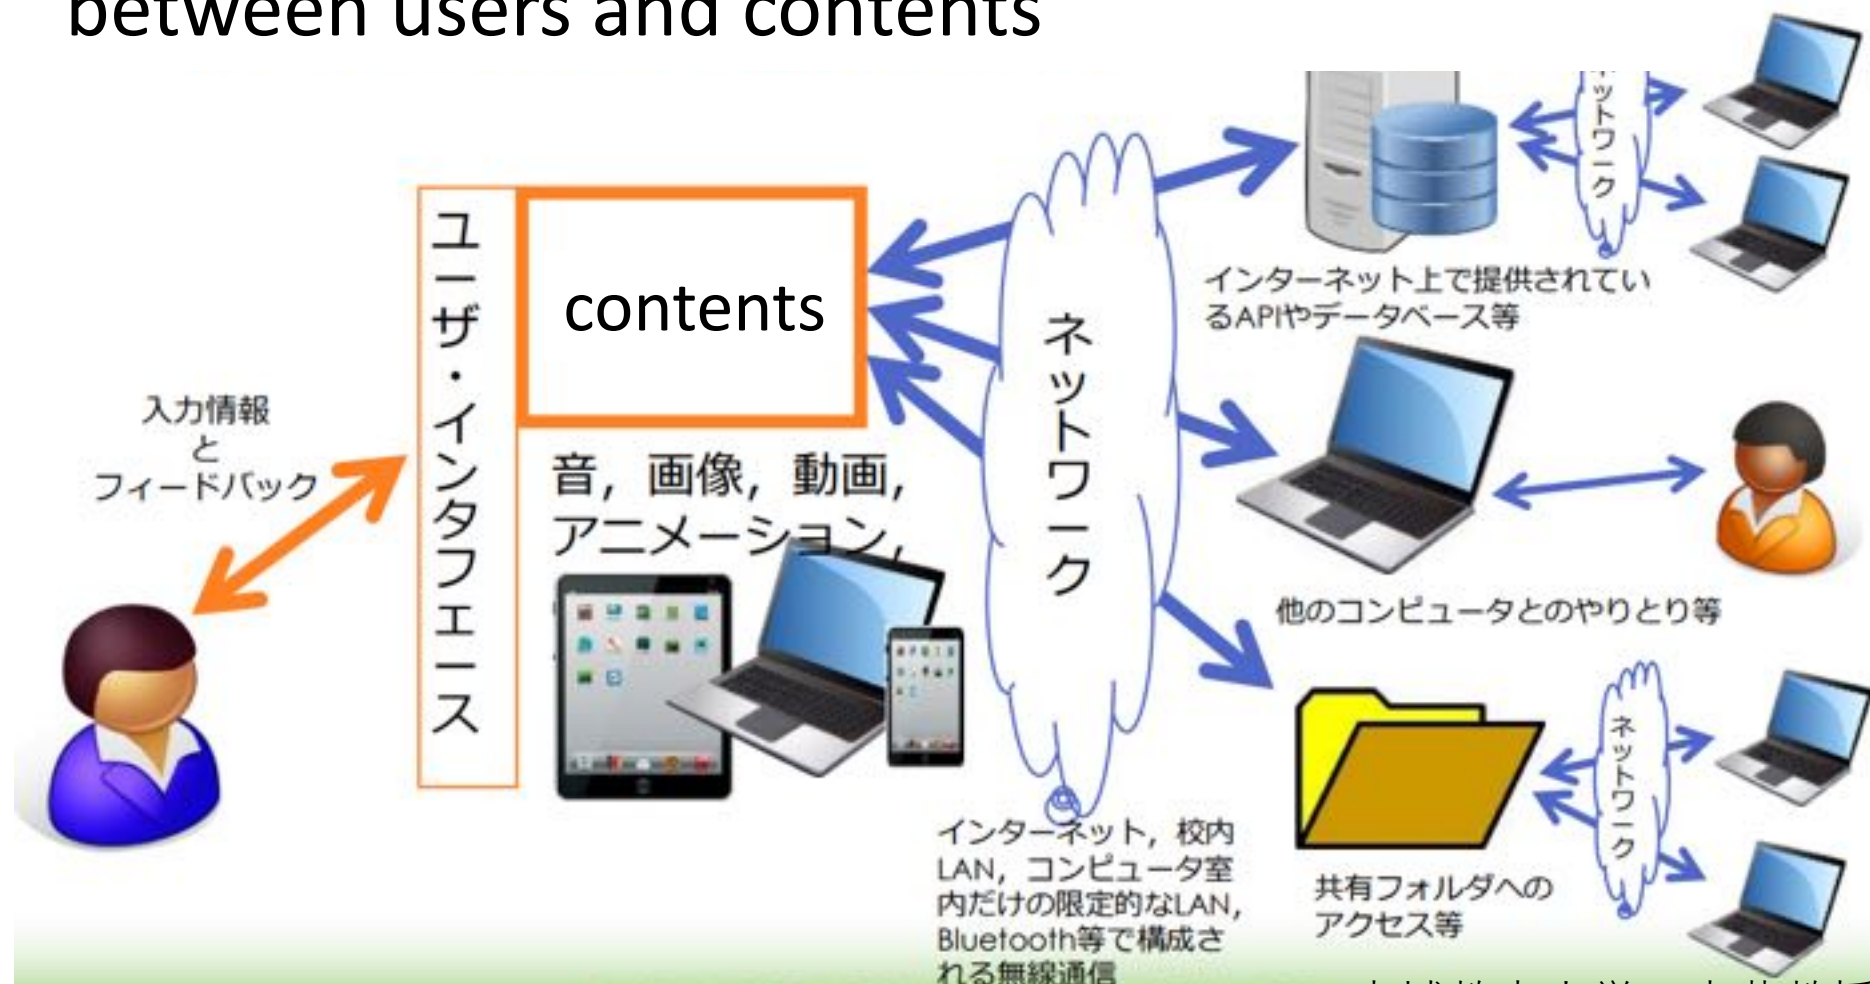 between users and contents
ネットワーク
インターネット上で提供されてい
るAPIやデータベース等
ユーザ・インタフェース
contents
ネットワーク
入力情報
と
フィードバック
音，画像，動画，
アニメーション，
他のコンピュータとのやりとり等
ネットワーク
インターネット，校内
LAN，コンピュータ室
内だけの限定的なLAN，
Bluetooth等で構成さ
れる無線通信
共有フォルダへの
アクセス等